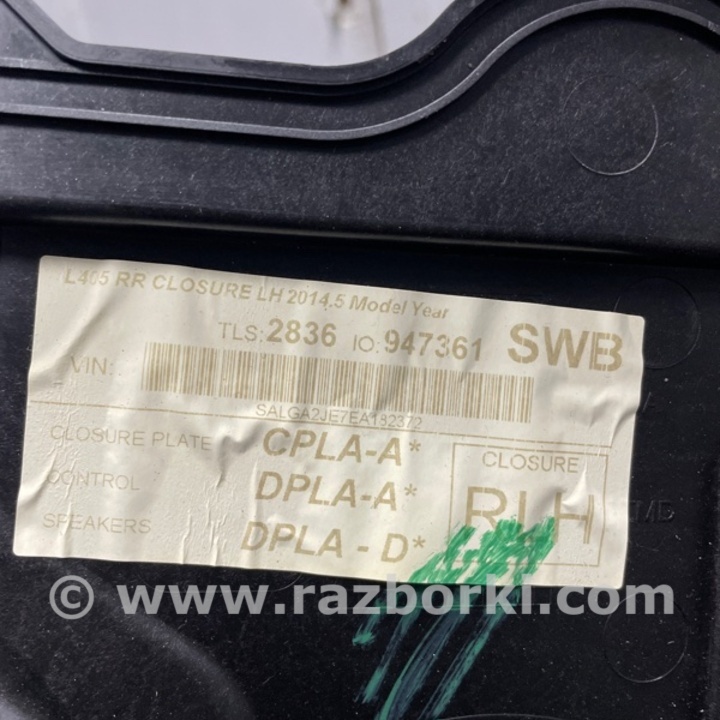 L405 RR CLOSURE LH 2014.5 Model Year
TLS:2836 IO:947361 SWB
VIN:
SALGA2JE7EA182372
CLOSURE PLATE CPLA-A*
CONTROL DPLA-A*
SPEAKERS DPLA - D*
CLOSURE
RLH
© www.razborki.com